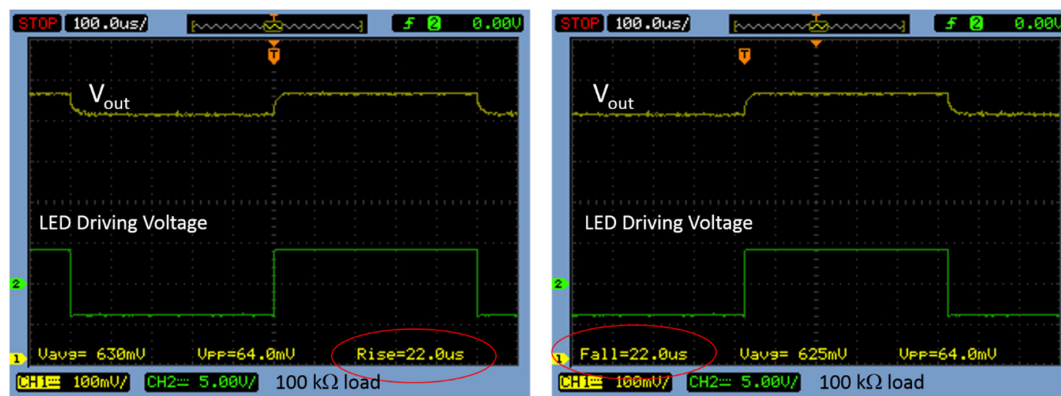 STOP 100.0us/ T 2 0.00V
T
Vout
LED Driving Voltage
2
1 Vavg= 630mV Vpp=64.0mV Rise=22.0us
CH1 100mV/ CH2 5.00V/ 100 kΩ load
STOP 100.0us/ T 2 0.00V
T
Vout
LED Driving Voltage
2
1 Fall=22.0us Vavg= 625mV Vpp=64.0mV
CH1 100mV/ CH2 5.00V/ 100 kΩ load